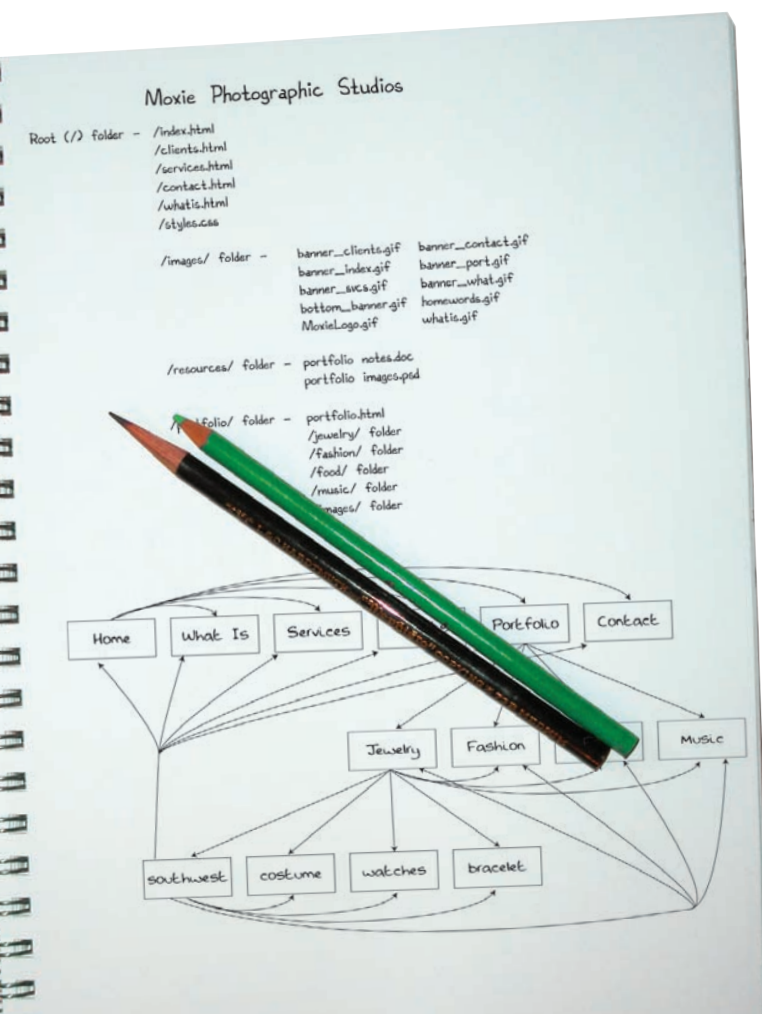 Moxie Photographic Studios
Root (/) folder - /index.html
/clients.html
/services.html
/contact.html
/whatis.html
/styles.css
/images/ folder - banner_clients.gif banner_contact.gif
banner_index.gif banner_port.gif
banner_svcs.gif banner_what.gif
bottom_banner.gif homewords.gif
MoxieLogo.gif whatis.gif
/resources/ folder - portfolio notes.doc
portfolio images.psd
folder - portfolio.html
/jewelry/ folder
/fashion/ folder
/food/ folder
/music/ folder
folder
Home What Is Services Portfolio Contact
Jewelry Fashion Music
southwest costume watches bracelet